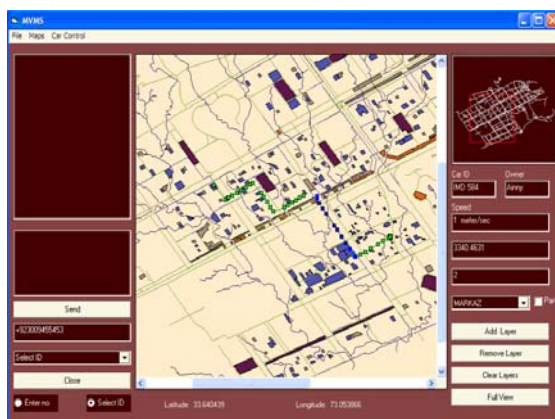 MVMS
File Maps Car Control
Car ID Owner
IMD 584 Ainny
Speed
1 meter/sec
3340.4631
2
MARKAZ Pan
Add Layer
Remove Layer
Clear Layers
Full View
Send
+923009455453
Select ID
Close
Enter no Select ID
Latitude: 33.640439 Longitude: 73.053866